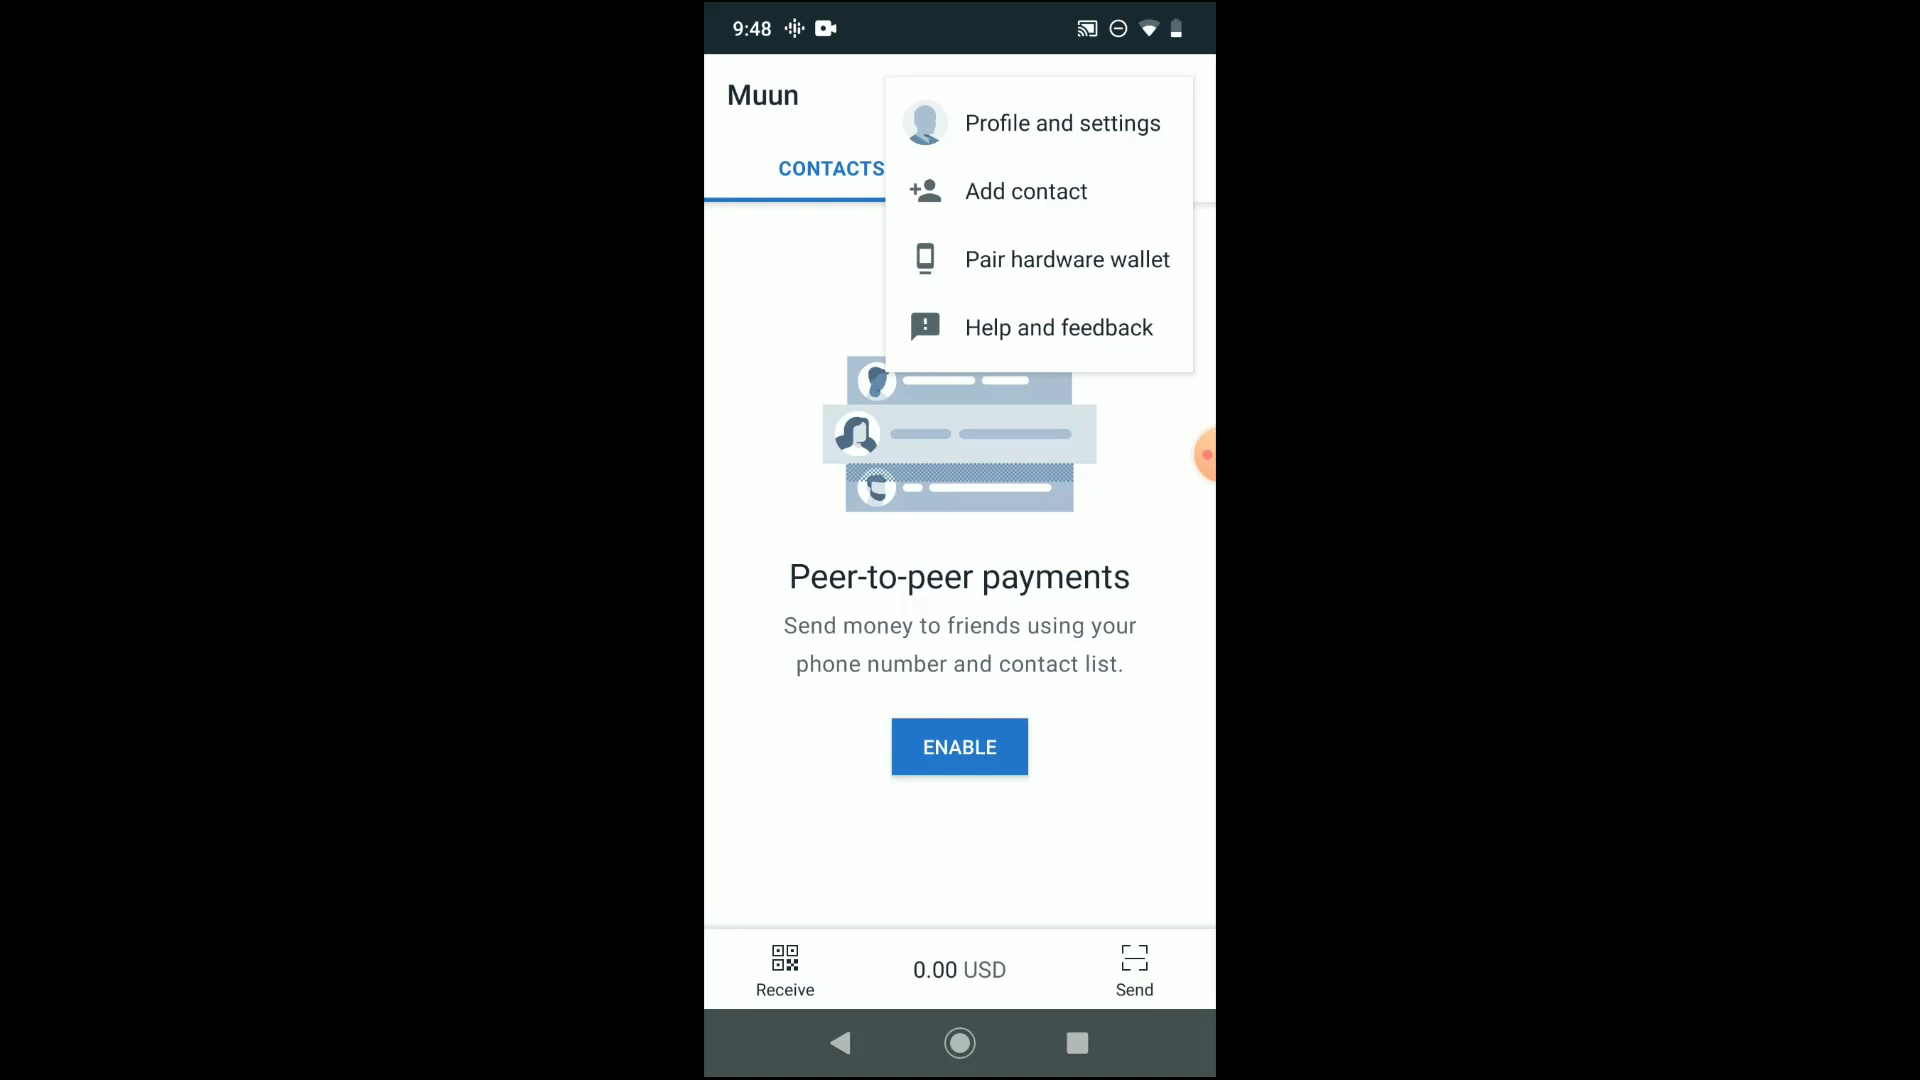 9:48
Muun
Profile and settings
CONTACTS
Add contact
Pair hardware wallet
Help and feedback
Peer-to-peer payments
Send money to friends using your
phone number and contact list.
ENABLE
0.00 USD
Receive
Send